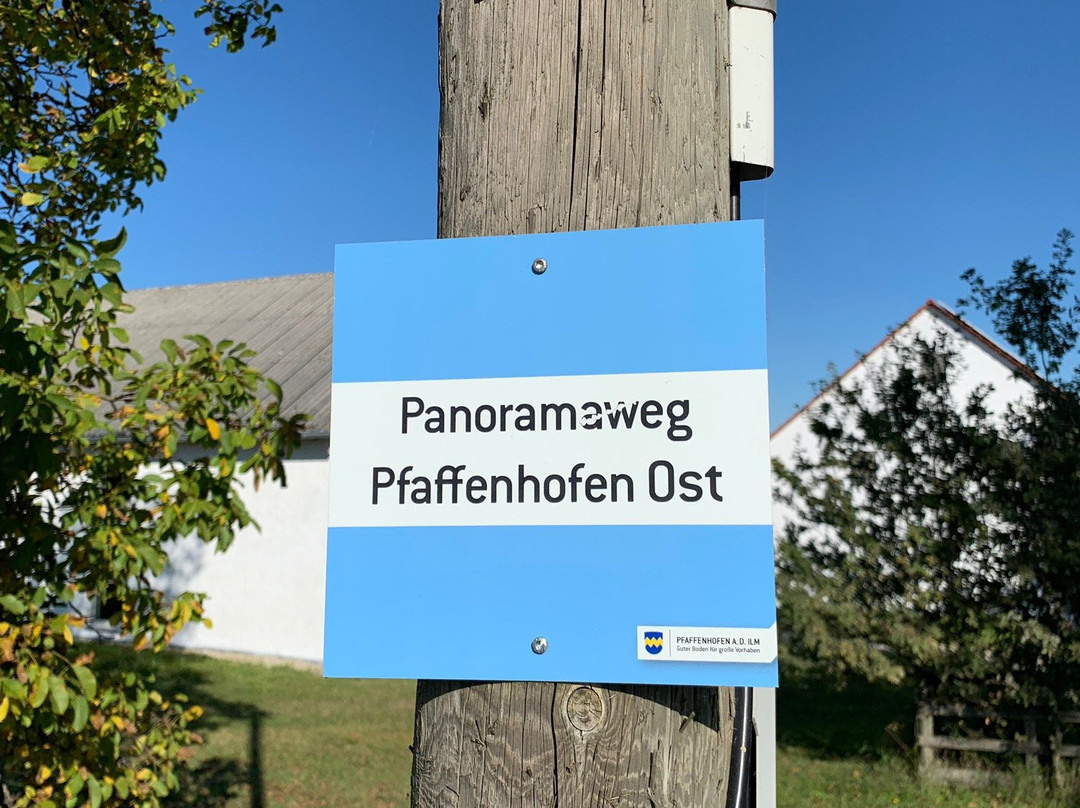 Panoramaweg
Pfaffenhofen Ost
PFAFFENHOFEN A. D. ILM
Guter Boden für große Vorhaben